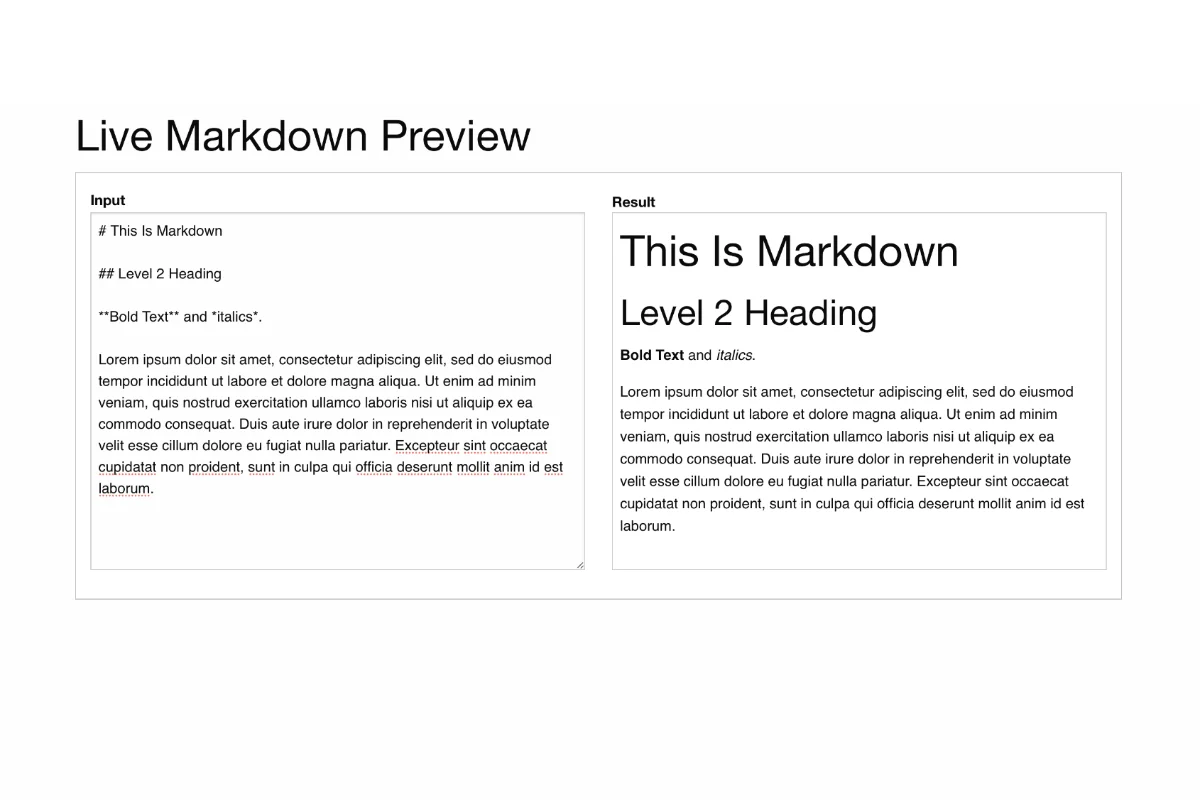 Live Markdown Preview
Input
# This Is Markdown
## Level 2 Heading
**Bold Text** and *italics*.
Lorem ipsum dolor sit amet, consectetur adipiscing elit, sed do eiusmod
tempor incididunt ut labore et dolore magna aliqua. Ut enim ad minim
veniam, quis nostrud exercitation ullamco laboris nisi ut aliquip ex ea
commodo consequat. Duis aute irure dolor in reprehenderit in voluptate
velit esse cillum dolore eu fugiat nulla pariatur. Excepteur sint occaecat
cupidatat non proident, sunt in culpa qui officia deserunt mollit anim id est
laborum.
Result
This Is Markdown
Level 2 Heading
Bold Text and italics.
Lorem ipsum dolor sit amet, consectetur adipiscing elit, sed do eiusmod
tempor incididunt ut labore et dolore magna aliqua. Ut enim ad minim
veniam, quis nostrud exercitation ullamco laboris nisi ut aliquip ex ea
commodo consequat. Duis aute irure dolor in reprehenderit in voluptate
velit esse cillum dolore eu fugiat nulla pariatur. Excepteur sint occaecat
cupidatat non proident, sunt in culpa qui officia deserunt mollit anim id est
laborum.